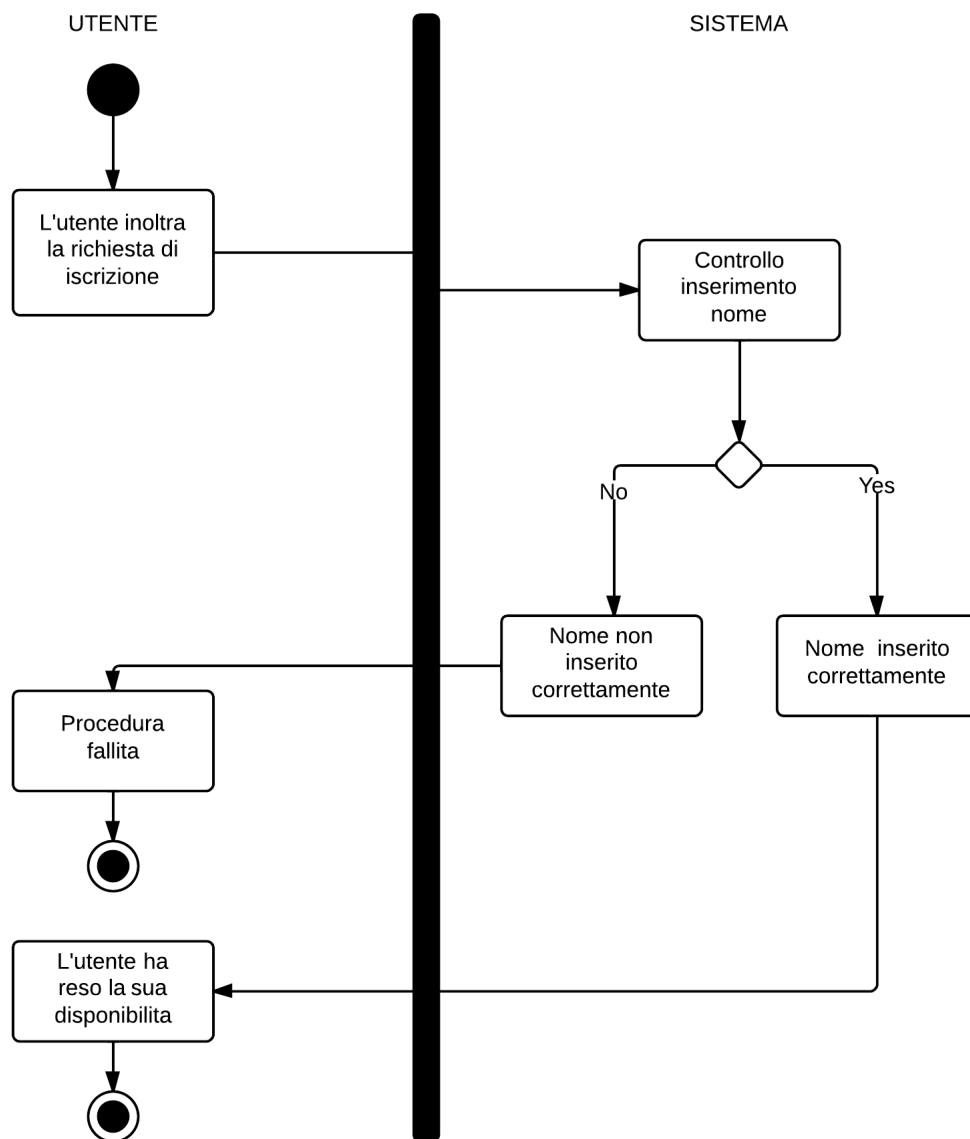 UTENTE
SISTEMA
L'utente inoltra
la richiesta di
iscrizione
Controllo
inserimento
nome
No
Yes
Nome non
inserito
correttamente
Nome inserito
correttamente
Procedura
fallita
L'utente ha
reso la sua
disponibilita